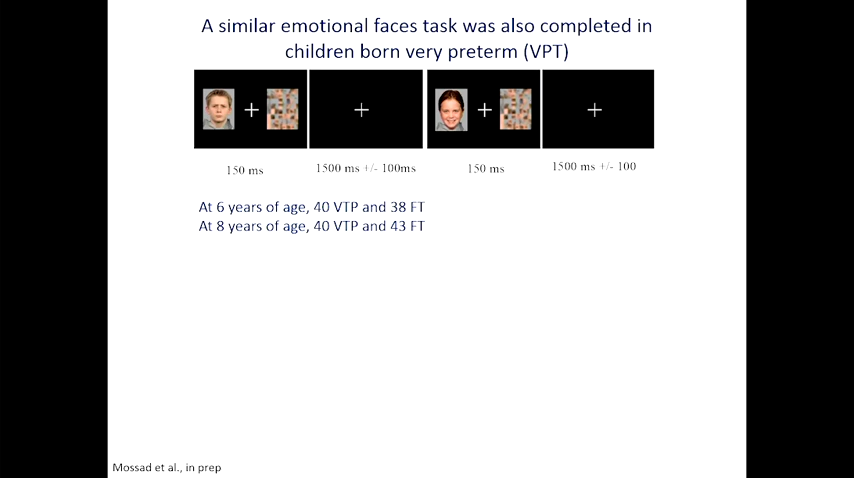 A similar emotional faces task was also completed in
children born very preterm (VPT)
150 ms
1500 ms +/- 100ms
150 ms
1500 ms +/- 100
At 6 years of age, 40 VTP and 38 FT
At 8 years of age, 40 VTP and 43 FT
Mossad et al., in prep